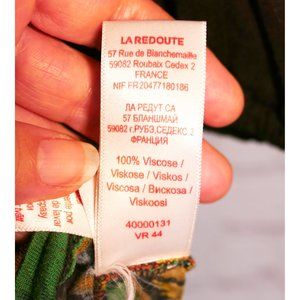 LA REDOUTE
57 Rue de Blanchemaille
59082 Roubaix Cedex 2
FRANCE
NIF FR20477180186
ЛА РЕДУТ СА
57 БЛАНШМАЙ
59082 г.РУБЭ,СЕДЕКС 2
ФРАНЦИЯ
100% Viscose /
Viskose / Viskos /
Viscosa / Вискоза /
Viskoosi
40000131
VR 44